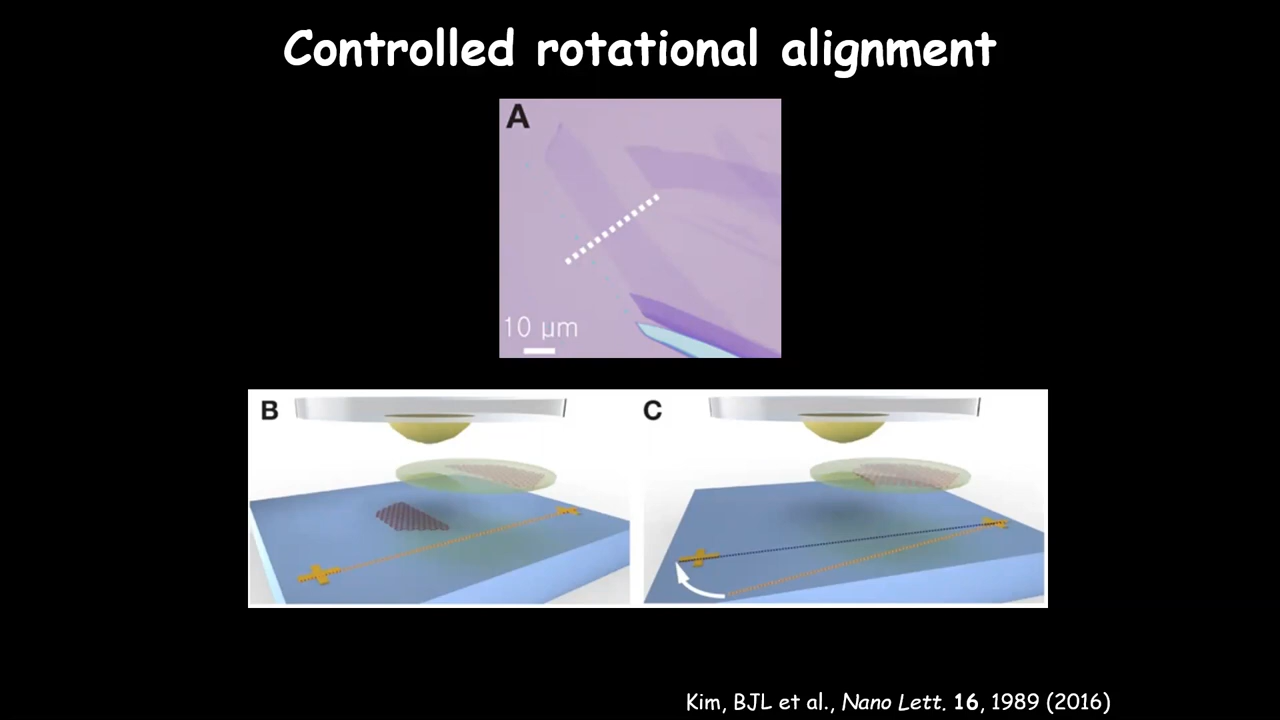 Controlled rotational alignment
A
10 μm
B
C
Kim, BJL et al., Nano Lett. 16, 1989 (2016)